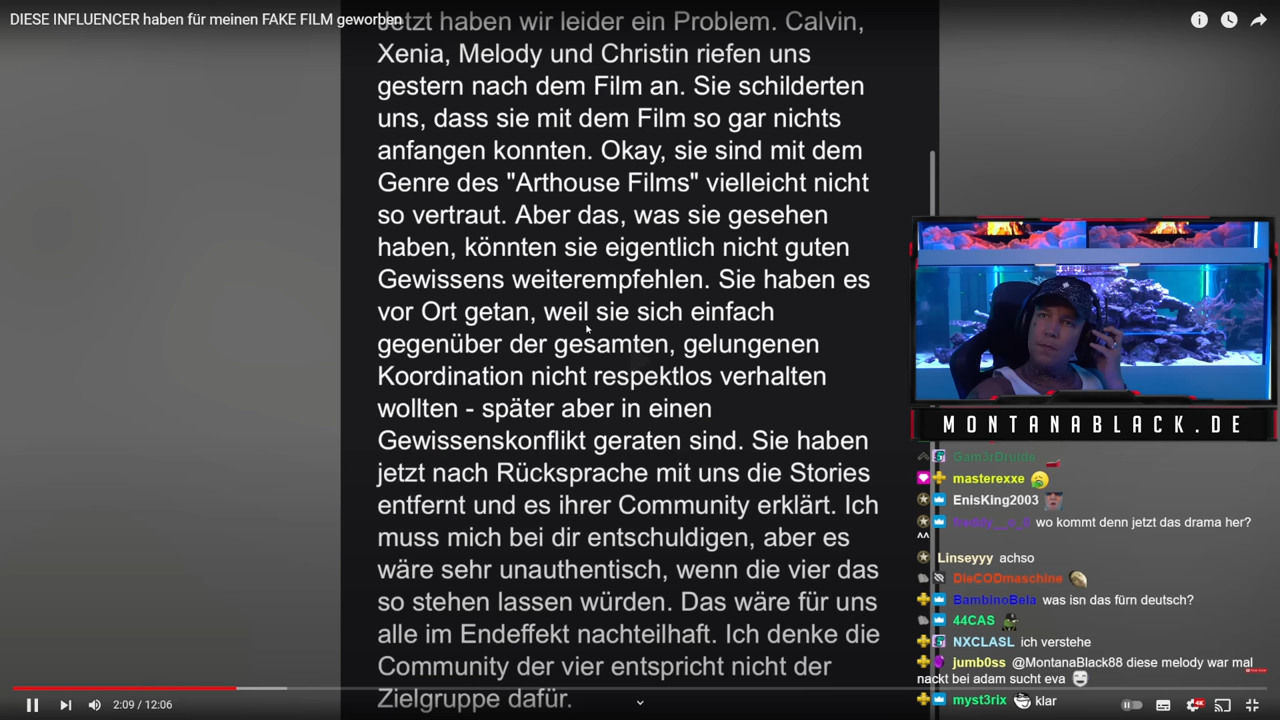 DIESE INFLUENCER haben für meinen FAKE FILM geworben
Jetzt haben wir leider ein Problem. Calvin,
Xenia, Melody und Christin riefen uns
gestern nach dem Film an. Sie schilderten
uns, dass sie mit dem Film so gar nichts
anfangen konnten. Okay, sie sind mit dem
Genre des "Arthouse Films" vielleicht nicht
so vertraut. Aber das, was sie gesehen
haben, könnten sie eigentlich nicht guten
Gewissens weiterempfehlen. Sie haben es
vor Ort getan, weil sie sich einfach
gegenüber der gesamten, gelungenen
Koordination nicht respektlos verhalten
wollten - später aber in einen
Gewissenskonflikt geraten sind. Sie haben
jetzt nach Rücksprache mit uns die Stories
entfernt und es ihrer Community erklärt. Ich
muss mich bei dir entschuldigen, aber es
wäre sehr unauthentisch, wenn die vier das
so stehen lassen würden. Das wäre für uns
alle im Endeffekt nachteilhaft. Ich denke die
Community der vier entspricht nicht der
Zielgruppe dafür.
MONTANABLACK.DE
Gam3rDruide
masterexxe
EnisKing2003
wo kommt denn jetzt das drama her?
^^
Linseyyy achso
DieCODmaschine
BambinoBela was isn das fürn deutsch?
44CAS
NXCLASL ich verstehe
jumb0ss @MontanaBlack88 diese melody war mal
nackt bei adam sucht eva
myst3rix klar
2:09 / 12:06
4K